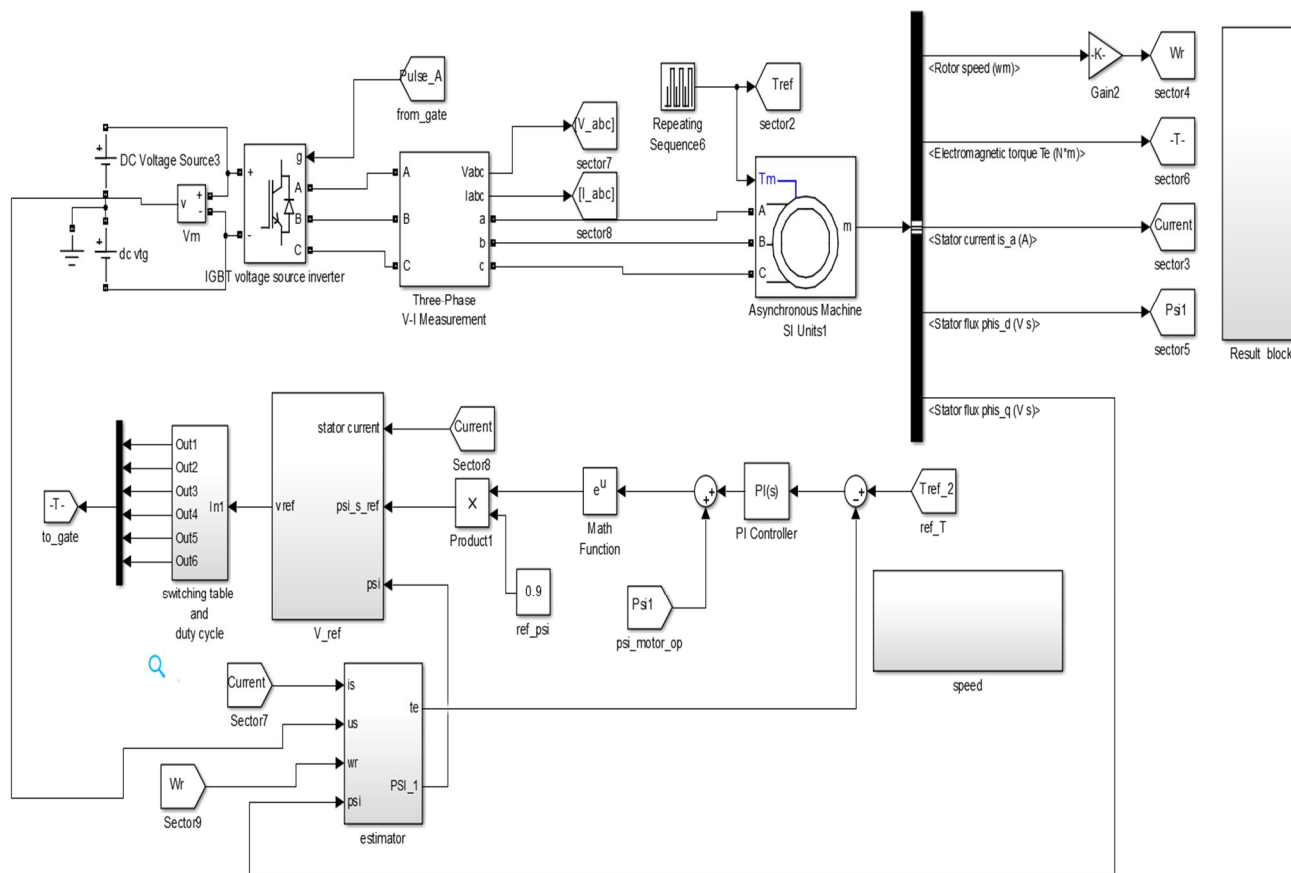 Pulse_A
from_gate
DC Voltage Source3
v
Vm
dc vtg
g
A
B
C
+
-
IGBT voltage source inverter
A
B
C
Vabc
Iabc
a
b
c
Three-Phase
V-I Measurement
[V_abc]
sector7
[I_abc]
sector8
Repeating
Sequence6
Tref
sector2
Tm
A
B
C
m
Asynchronous Machine
SI Units1
<Rotor speed (wm)>
-K-
Gain2
Wr
sector4
<Electromagnetic torque Te (N*m)>
-T-
sector6
<Stator current is_a (A)>
Current
sector3
<Stator flux phis_d (V s)>
Psi1
sector5
<Stator flux phis_q (V s)>
Result block
-T-
to_gate
Out1
Out2
Out3
Out4
Out5
Out6
In1
switching table
and
duty cycle
stator current
vref
psi_s_ref
psi
V_ref
Current
Sector8
X
Product1
0.9
ref_psi
e^u
Math
Function
Psi1
psi_motor_op
PI(s)
PI Controller
Tref_2
ref_T
speed
Current
Sector7
Wr
Sector9
is
us
wr
psi
te
PSI_1
estimator